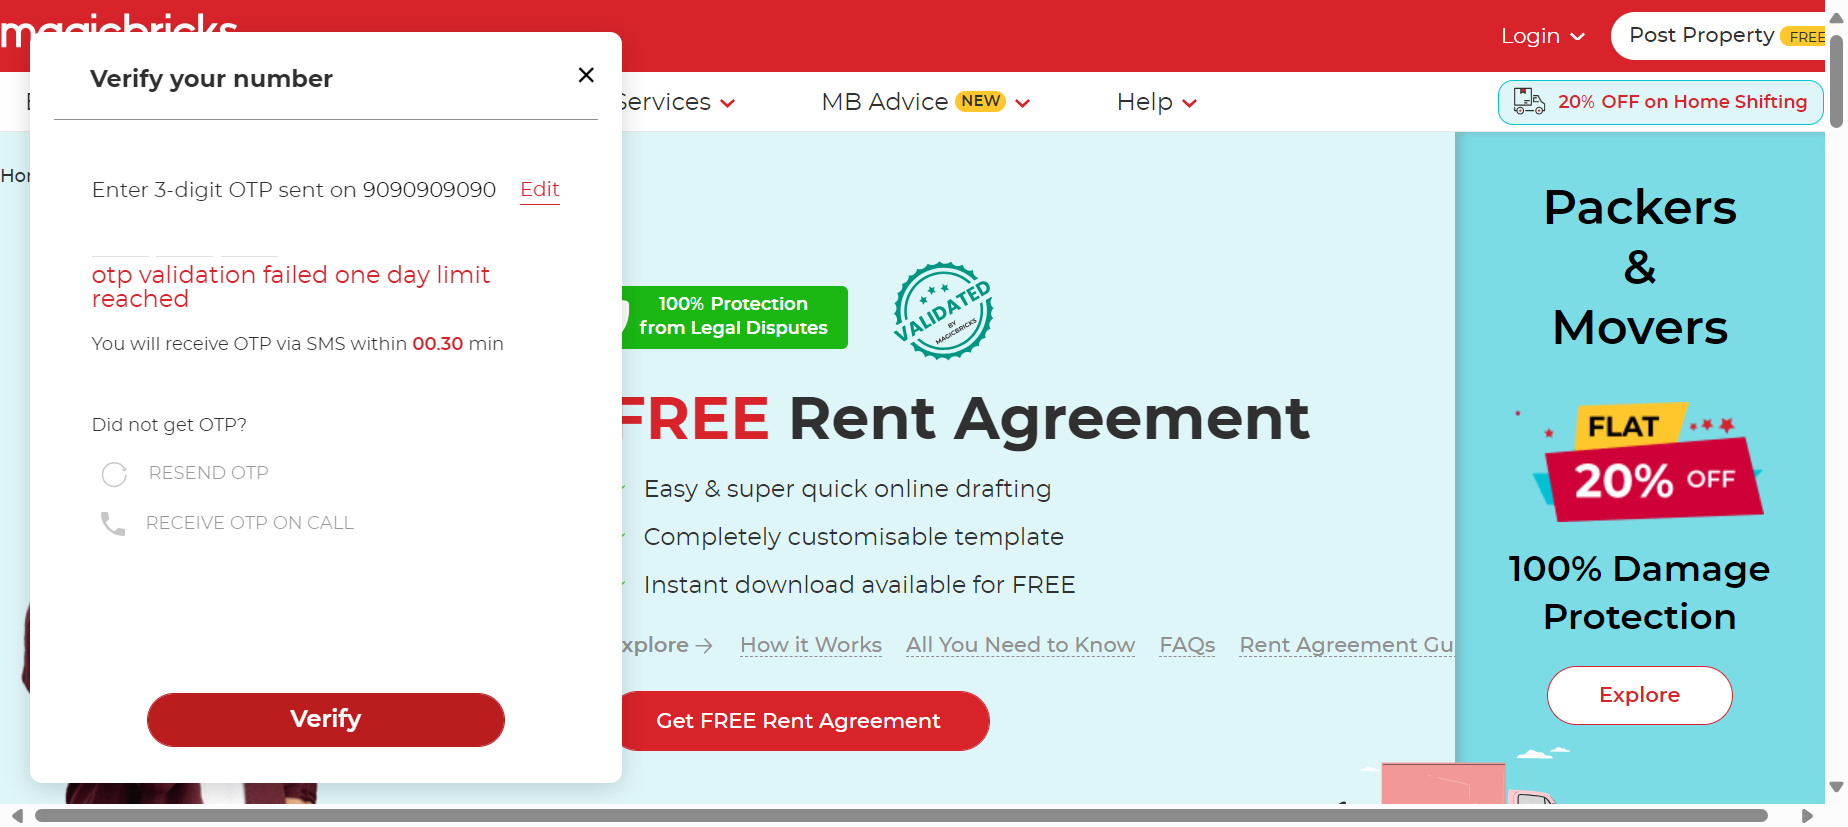 magicbricks
Login
Post Property FREE
Verify your number
Services
MB Advice NEW
Help
20% OFF on Home Shifting
Enter 3-digit OTP sent on 9090909090 Edit
otp validation failed one day limit
reached
You will receive OTP via SMS within 00.30 min
Did not get OTP?
RESEND OTP
RECEIVE OTP ON CALL
Verify
100% Protection
from Legal Disputes
VALIDATED
BY
MAGICBRICKS
FREE Rent Agreement
Easy & super quick online drafting
Completely customisable template
Instant download available for FREE
xplore
How it Works
All You Need to Know
FAQs
Rent Agreement Gu
Get FREE Rent Agreement
Packers
&
Movers
FLAT
20% OFF
100% Damage
Protection
Explore